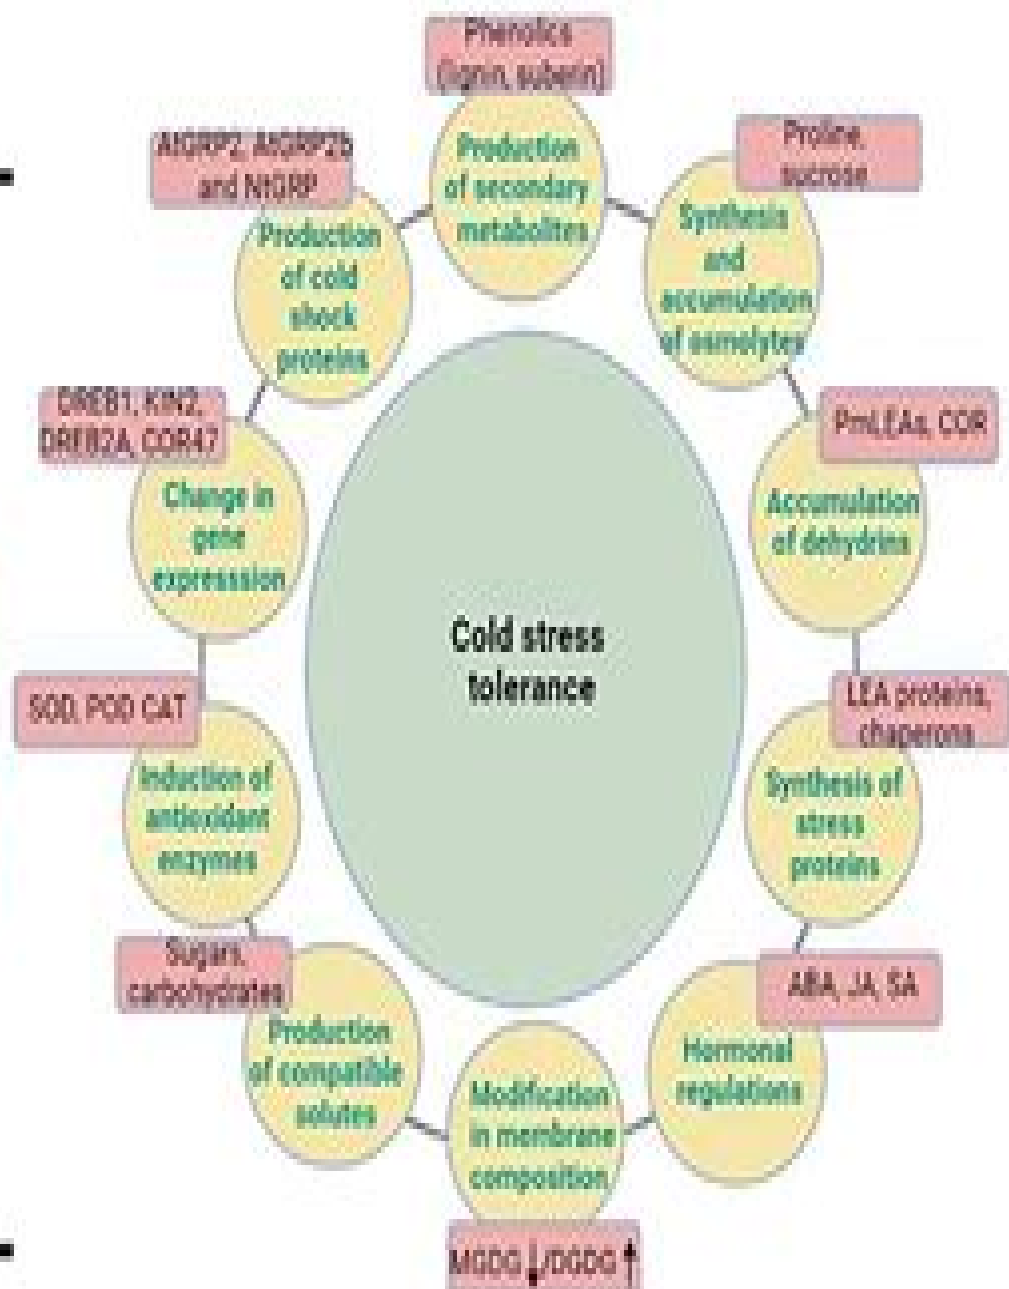 Phenolics
(lignin, suberin)
Production
of secondary
metabolites
Proline,
sucrose
Synthesis
and
accumulation
of osmolytes
PmLEAs, COR
Accumulation
of dehydrins
LEA proteins,
chaperons
Synthesis of
stress
proteins
ABA, JA, SA
Hormonal
regulations
Modification
in membrane
composition
MGDG↓/DGDG↑
Sugars,
carbohydrates
Production
of compatible
solutes
SOD, POD CAT
Induction of
antioxidant
enzymes
DREB1, KIN2,
DREB2A, COR47
Change in
gene
expresssion
AtGRP2, AtGRP2b
and NtGRP
Production
of cold
shock
proteins
Cold stress
tolerance